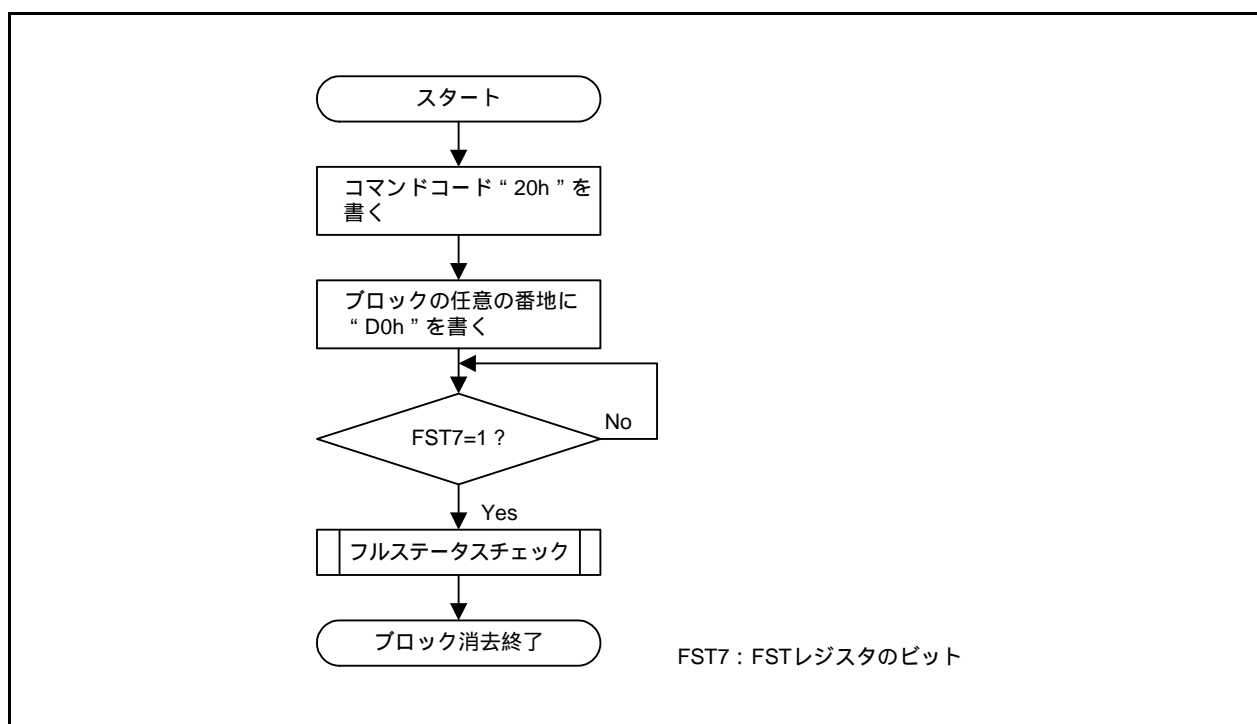 スタート
コマンドコード“20h”を
書く
ブロックの任意の番地に
“D0h”を書く
FST7=1 ?
No
Yes
フルステータスチェック
ブロック消去終了
FST7 : FSTレジスタのビット